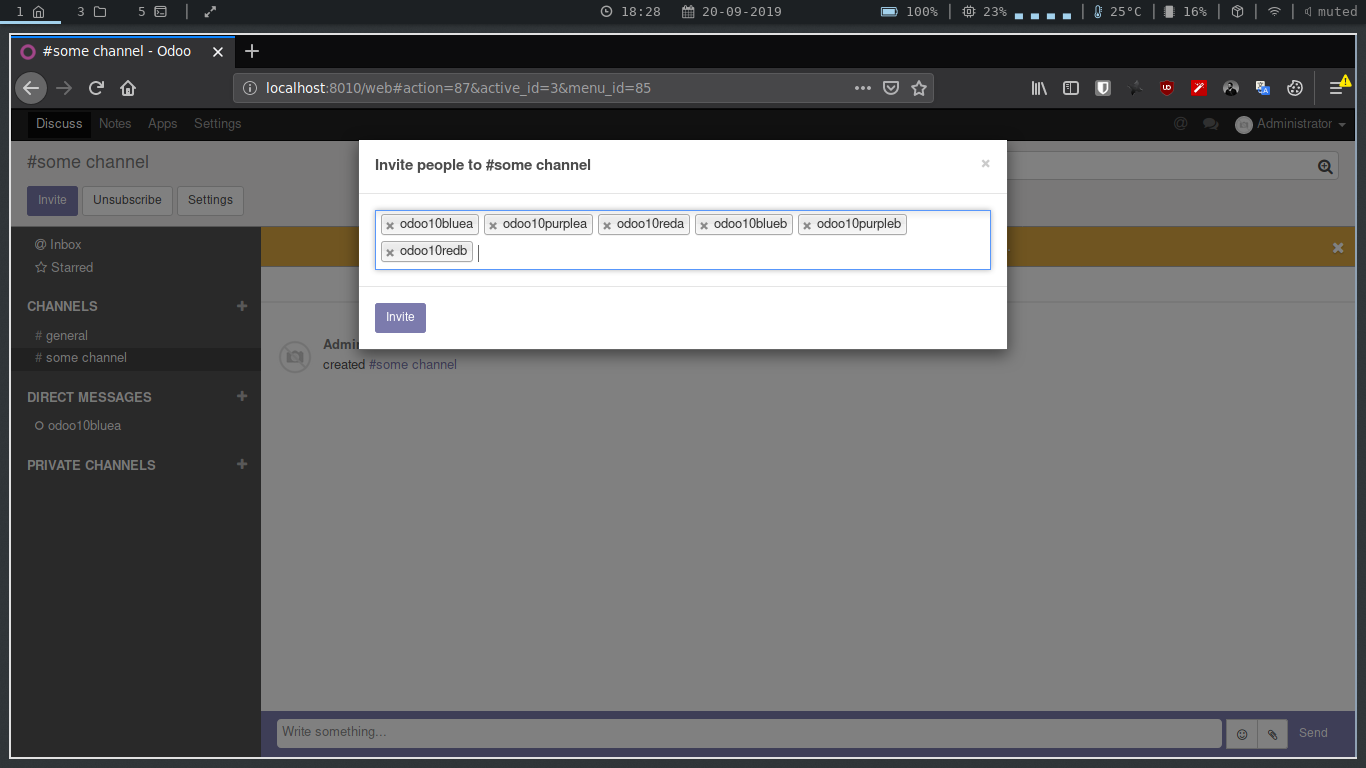 1 3 5 18:28 20-09-2019 100% 23% 25°C 16% muted
#some channel - Odoo
localhost:8010/web#action=87&active_id=3&menu_id=85
Discuss Notes Apps Settings @ Administrator
#some channel
Invite Unsubscribe Settings
@ Inbox
Starred
CHANNELS +
# general
# some channel
DIRECT MESSAGES +
odoo10bluea
PRIVATE CHANNELS +
Invite people to #some channel ×
× odoo10bluea × odoo10purplea × odoo10reda × odoo10blueb × odoo10purpleb
× odoo10redb
Invite
Admi
created #some channel
Write something... Send